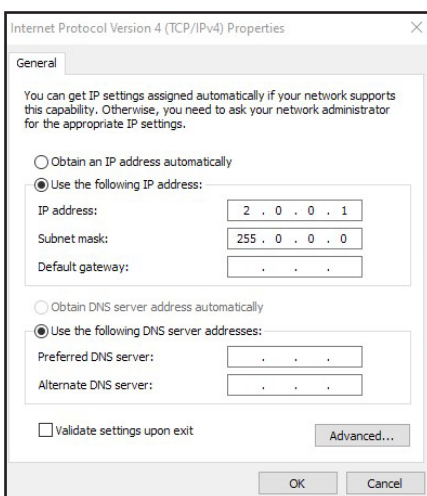 Internet Protocol Version 4 (TCP/IPv4) Properties
General
You can get IP settings assigned automatically if your network supports
this capability. Otherwise, you need to ask your network administrator
for the appropriate IP settings.
Obtain an IP address automatically
Use the following IP address:
IP address: 2 . 0 . 0 . 1
Subnet mask: 255 . 0 . 0 . 0
Default gateway: . . .
Obtain DNS server address automatically
Use the following DNS server addresses:
Preferred DNS server: . . .
Alternate DNS server: . . .
Validate settings upon exit Advanced...
OK Cancel